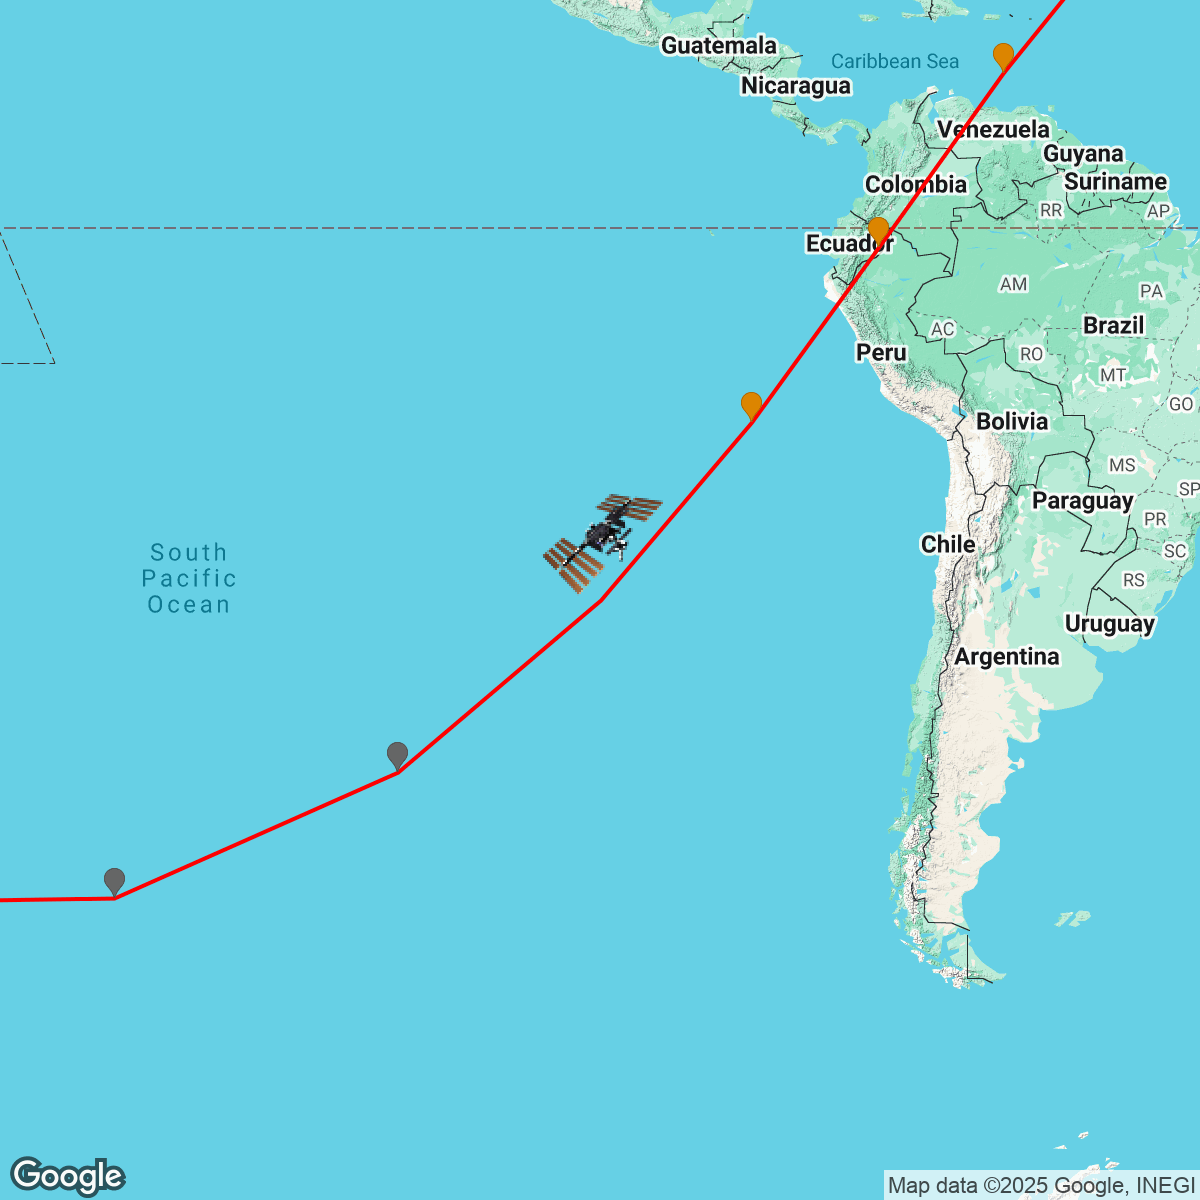 Guatemala
Caribbean Sea
Nicaragua
Venezuela
Guyana
Colombia
Suriname
RR
AP
Ecuador
AM
PA
Brazil
AC
Peru
RO
MT
GO
Bolivia
MS
SP
Paraguay
PR
Chile
SC
South
Pacific
Ocean
RS
Uruguay
Argentina
Google
Map data ©2025 Google, INEGI